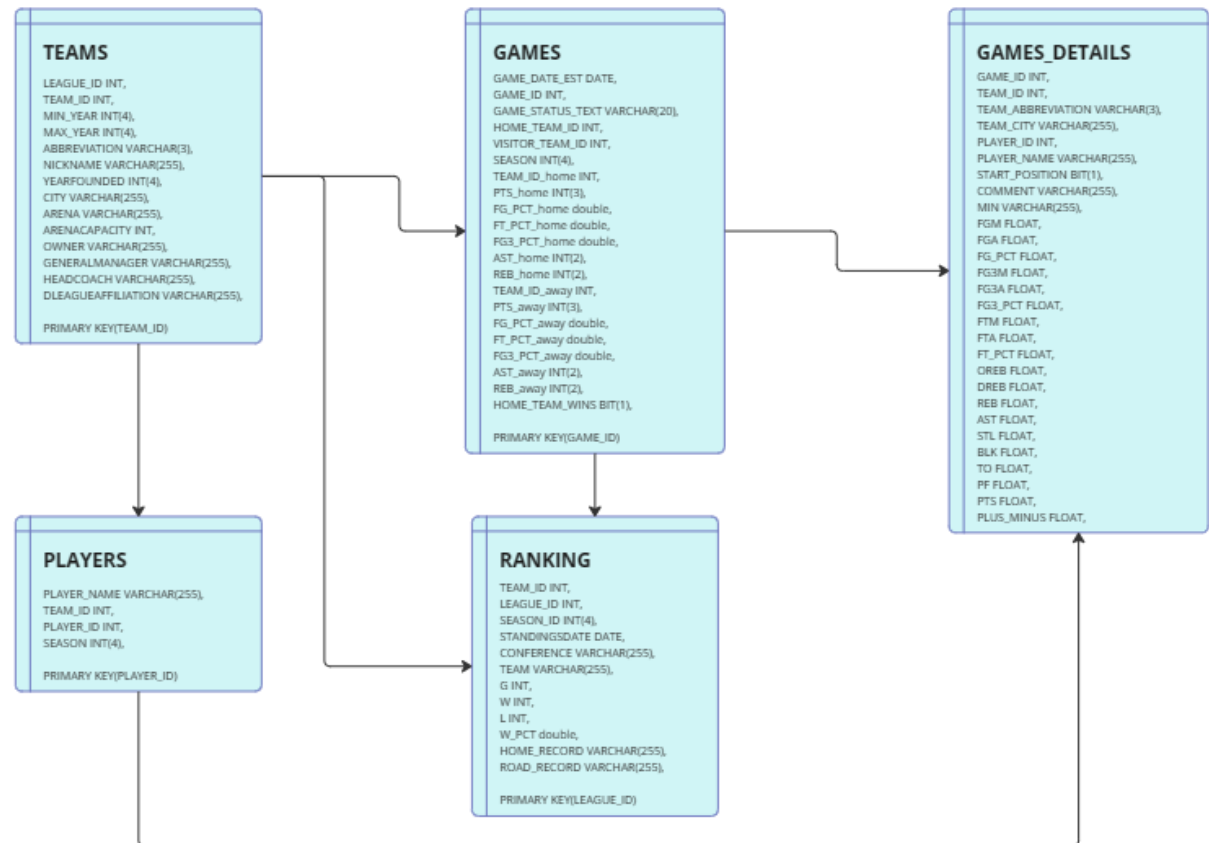 TEAMS
LEAGUE_ID INT,
TEAM_ID INT,
MIN_YEAR INT(4),
MAX_YEAR INT(4),
ABBREVIATION VARCHAR(3),
NICKNAME VARCHAR(255),
YEARFOUNDED INT(4),
CITY VARCHAR(255),
ARENA VARCHAR(255),
ARENACAPACITY INT,
OWNER VARCHAR(255),
GENERALMANAGER VARCHAR(255),
HEADCOACH VARCHAR(255),
DLEAGUEAFFILIATION VARCHAR(255),
PRIMARY KEY(TEAM_ID)
GAMES
GAME_DATE_EST DATE,
GAME_ID INT,
GAME_STATUS_TEXT VARCHAR(20),
HOME_TEAM_ID INT,
VISITOR_TEAM_ID INT,
SEASON INT(4),
TEAM_ID_home INT,
PTS_home INT(3),
FG_PCT_home double,
FT_PCT_home double,
FG3_PCT_home double,
AST_home INT(2),
REB_home INT(2),
TEAM_ID_away INT,
PTS_away INT(3),
FG_PCT_away double,
FT_PCT_away double,
FG3_PCT_away double,
AST_away INT(2),
REB_away INT(2),
HOME_TEAM_WINS BIT(1),
PRIMARY KEY(GAME_ID)
GAMES_DETAILS
GAME_ID INT,
TEAM_ID INT,
TEAM_ABBREVIATION VARCHAR(3),
TEAM_CITY VARCHAR(255),
PLAYER_ID INT,
PLAYER_NAME VARCHAR(255),
START_POSITION BIT(1),
COMMENT VARCHAR(255),
MIN VARCHAR(255),
FGM FLOAT,
FGA FLOAT,
FG_PCT FLOAT,
FG3M FLOAT,
FG3A FLOAT,
FG3_PCT FLOAT,
FTM FLOAT,
FTA FLOAT,
FT_PCT FLOAT,
OREB FLOAT,
DREB FLOAT,
REB FLOAT,
AST FLOAT,
STL FLOAT,
BLK FLOAT,
TO FLOAT,
PF FLOAT,
PTS FLOAT,
PLUS_MINUS FLOAT,
PLAYERS
PLAYER_NAME VARCHAR(255),
TEAM_ID INT,
PLAYER_ID INT,
SEASON INT(4),
PRIMARY KEY(PLAYER_ID)
RANKING
TEAM_ID INT,
LEAGUE_ID INT,
SEASON_ID INT(4),
STANDINGSDATE DATE,
CONFERENCE VARCHAR(255),
TEAM VARCHAR(255),
G INT,
W INT,
L INT,
W_PCT double,
HOME_RECORD VARCHAR(255),
ROAD_RECORD VARCHAR(255),
PRIMARY KEY(LEAGUE_ID)